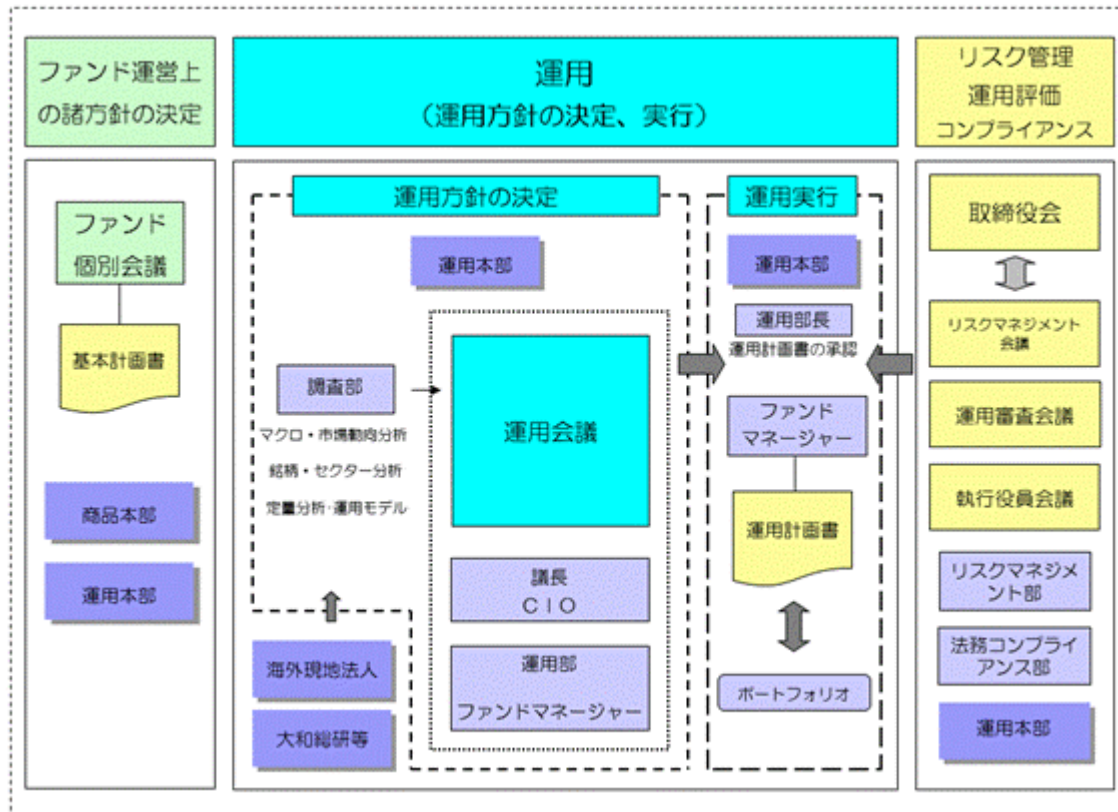 ファンド運営上
の諸方針の決定
ファンド
個別会議
基本計画書
商品本部
運用本部
運用
（運用方針の決定、実行）
運用方針の決定
運用本部
調査部
マクロ・市場動向分析
銘柄・セクター分析
定量分析･運用モデル
運用会議
議長
ＣＩＯ
運用部
ファンドマネージャー
海外現地法人
大和総研等
運用実行
運用本部
運用部長
運用計画書の承認
ファンド
マネージャー
運用計画書
ポートフォリオ
リスク管理
運用評価
コンプライアンス
取締役会
リスクマネジメント
会議
運用審査会議
執行役員会議
リスクマネジメ
ント部
法務コンプライ
アンス部
運用本部